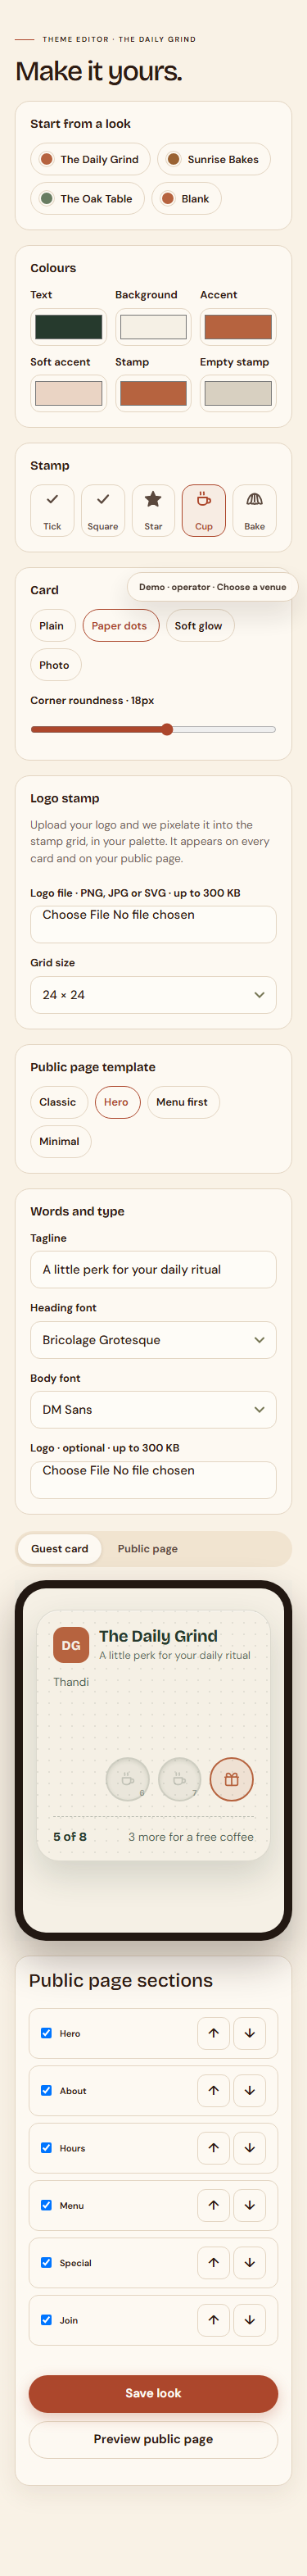 THEME EDITOR · THE DAILY GRIND
Make it yours.
Start from a look
The Daily Grind
Sunrise Bakes
The Oak Table
Blank
Colours
Text
Background
Accent
Soft accent
Stamp
Empty stamp
Stamp
Tick
Square
Star
Cup
Bake
Card
Demo · operator · Choose a venue
Plain
Paper dots
Soft glow
Photo
Corner roundness · 18px
Logo stamp
Upload your logo and we pixelate it into the
stamp grid, in your palette. It appears on every
card and on your public page.
Logo file · PNG, JPG or SVG · up to 300 KB
Choose File No file chosen
Grid size
24 × 24
Public page template
Classic
Hero
Menu first
Minimal
Words and type
Tagline
A little perk for your daily ritual
Heading font
Bricolage Grotesque
Body font
DM Sans
Logo · optional · up to 300 KB
Choose File No file chosen
Guest card
Public page
DG
The Daily Grind
A little perk for your daily ritual
Thandi
6
7
5 of 8
3 more for a free coffee
Public page sections
Hero
About
Hours
Menu
Special
Join
Save look
Preview public page